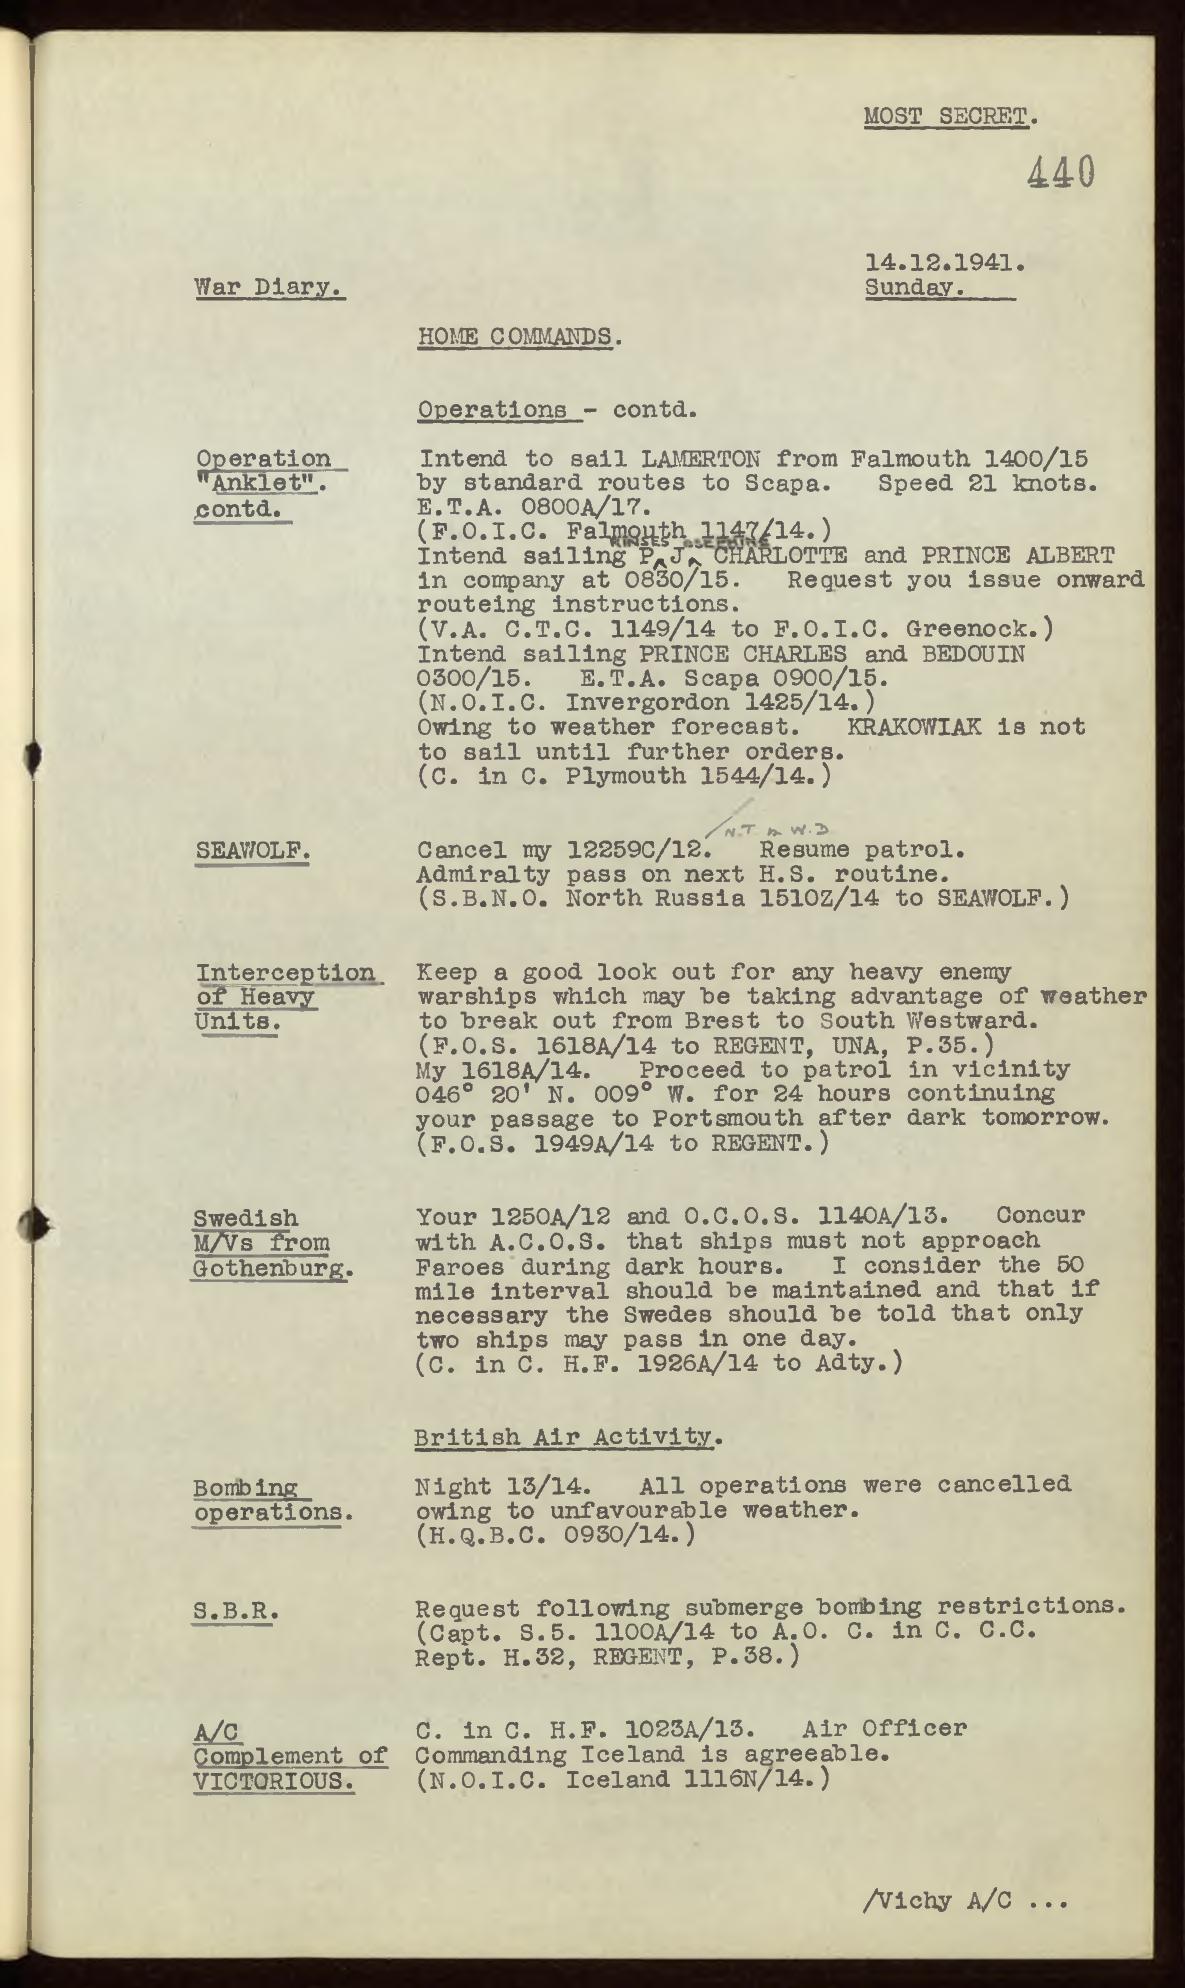 MOST SECRET.
440
14.12.1941.
War Diary.
Sunday.
HOME COMMANDS.
Operations - contd.
Operation "Anklet". contd.
Intend to sail LAMERTON from Falmouth 1400/15
by standard routes to Scapa. Speed 21 knots.
E.T.A. 0800A/17.
(F.O.I.C. Falmouth 1147/14.)
Intend sailing P. J. CHARLOTTE and PRINCE ALBERT
in company at 0830/15. Request you issue onward
routeing instructions.
(V.A. C.T.C. 1149/14 to F.O.I.C. Greenock.)
Intend sailing PRINCE CHARLES and BEDOUIN
0300/15. E.T.A. Scapa 0900/15.
(N.O.I.C. Invergordon 1425/14.)
Owing to weather forecast. KRAKOWIAK is not
to sail until further orders.
(C. in C. Plymouth 1544/14.)
N.T. in W.D
SEAWOLF.
Cancel my 12259C/12. Resume patrol.
Admiralty pass on next H.S. routine.
(S.B.N.O. North Russia 1510Z/14 to SEAWOLF.)
Interception of Heavy Units.
Keep a good look out for any heavy enemy
warships which may be taking advantage of weather
to break out from Brest to South Westward.
(F.O.S. 1618A/14 to REGENT, UNA, P.35.)
My 1618A/14. Proceed to patrol in vicinity
046° 20' N. 009° W. for 24 hours continuing
your passage to Portsmouth after dark tomorrow.
(F.O.S. 1949A/14 to REGENT.)
Swedish M/Vs from Gothenburg.
Your 1250A/12 and O.C.O.S. 1140A/13. Concur
with A.C.O.S. that ships must not approach
Faroes during dark hours. I consider the 50
mile interval should be maintained and that if
necessary the Swedes should be told that only
two ships may pass in one day.
(C. in C. H.F. 1926A/14 to Adty.)
British Air Activity.
Bombing operations.
Night 13/14. All operations were cancelled
owing to unfavourable weather.
(H.Q.B.C. 0930/14.)
S.B.R.
Request following submerge bombing restrictions.
(Capt. S.5. 1100A/14 to A.O. C. in C. C.C.
Rept. H.32, REGENT, P.38.)
A/C Complement of VICTORIOUS.
C. in C. H.F. 1023A/13. Air Officer
Commanding Iceland is agreeable.
(N.O.I.C. Iceland 1116N/14.)
/Vichy A/C ...